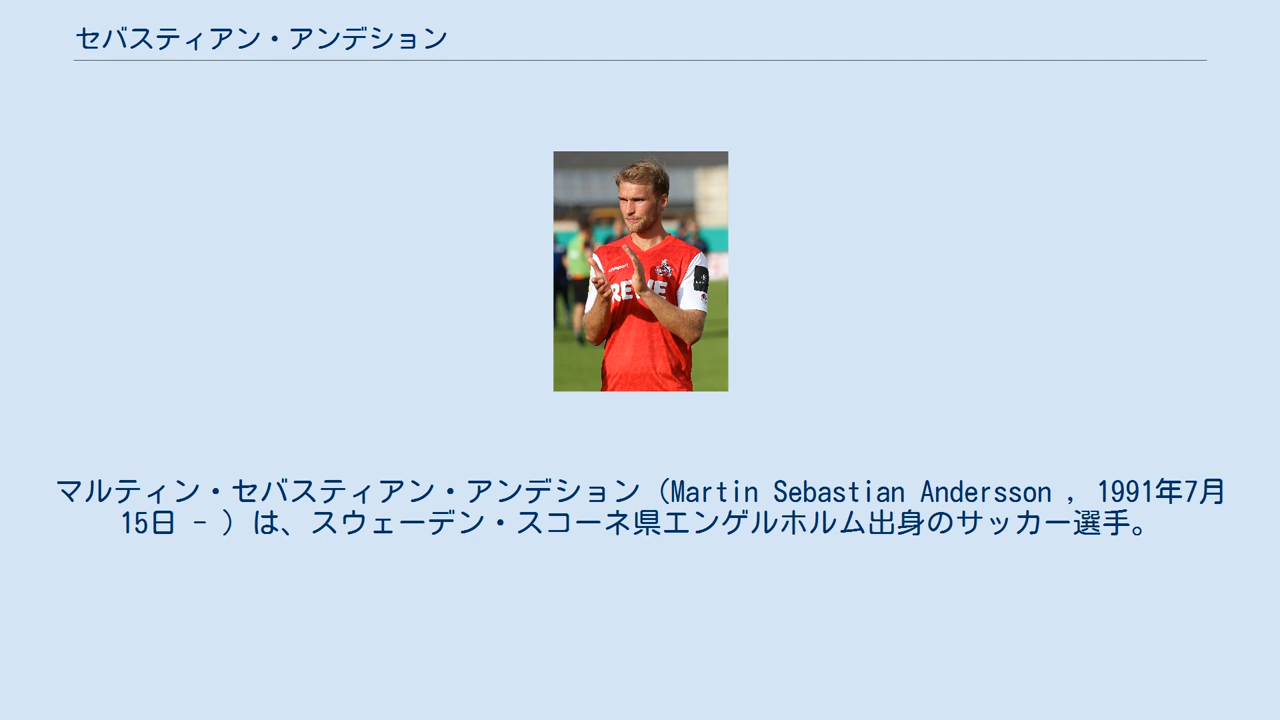 セバスティアン・アンデション
uhlsport
REWE
マルティン・セバスティアン・アンデション（Martin Sebastian Andersson , 1991年7月
15日 - ）は、スウェーデン・スコーネ県エンゲルホルム出身のサッカー選手。